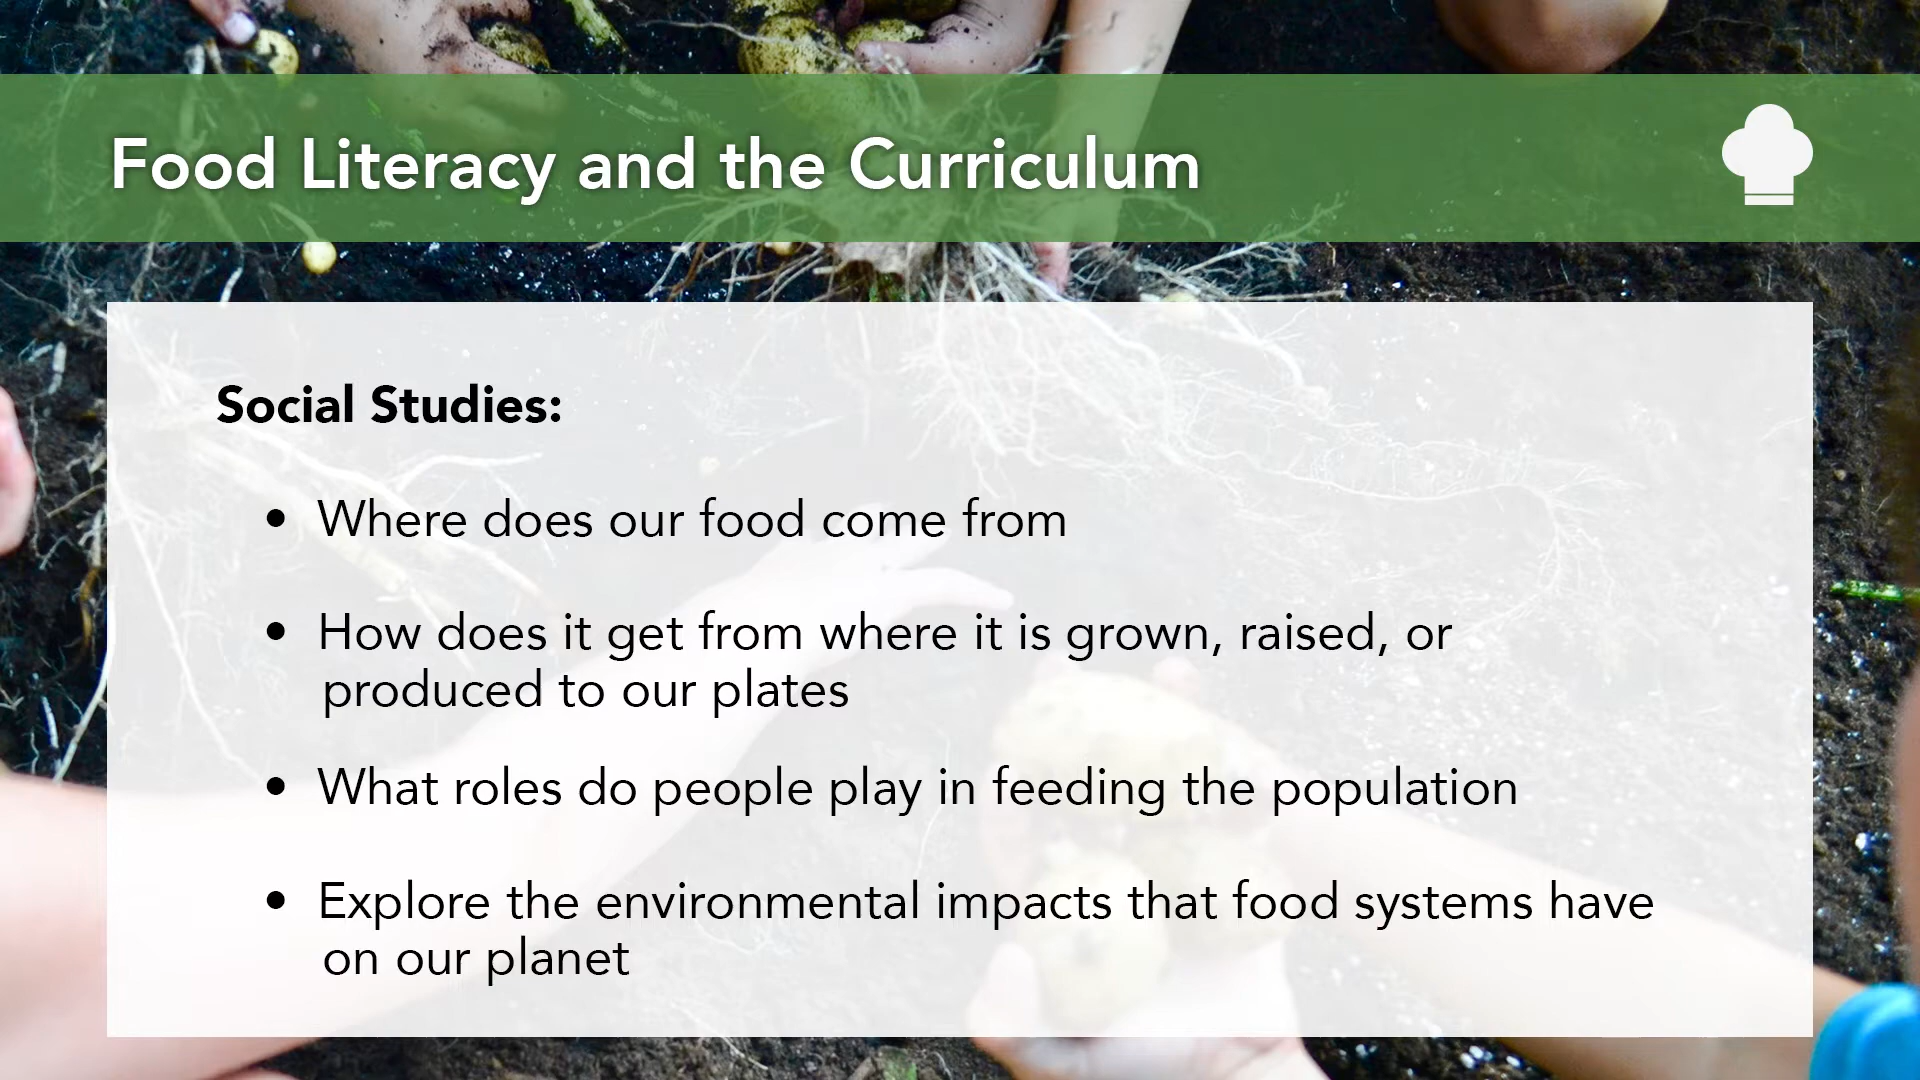 Food Literacy and the Curriculum
Social Studies:
• Where does our food come from
• How does it get from where it is grown, raised, or
produced to our plates
• What roles do people play in feeding the population
• Explore the environmental impacts that food systems have
on our planet